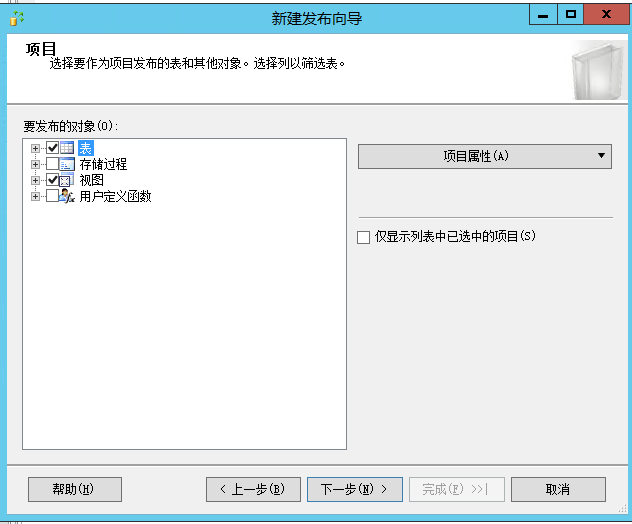 新建发布向导
项目
选择要作为项目发布的表和其他对象。选择列以筛选表。
要发布的对象(O):
表
存储过程
视图
用户定义函数
项目属性(A)
仅显示列表中已选中的项目(S)
帮助(H)
< 上一步(B)
下一步(N) >
完成(F) >>|
取消